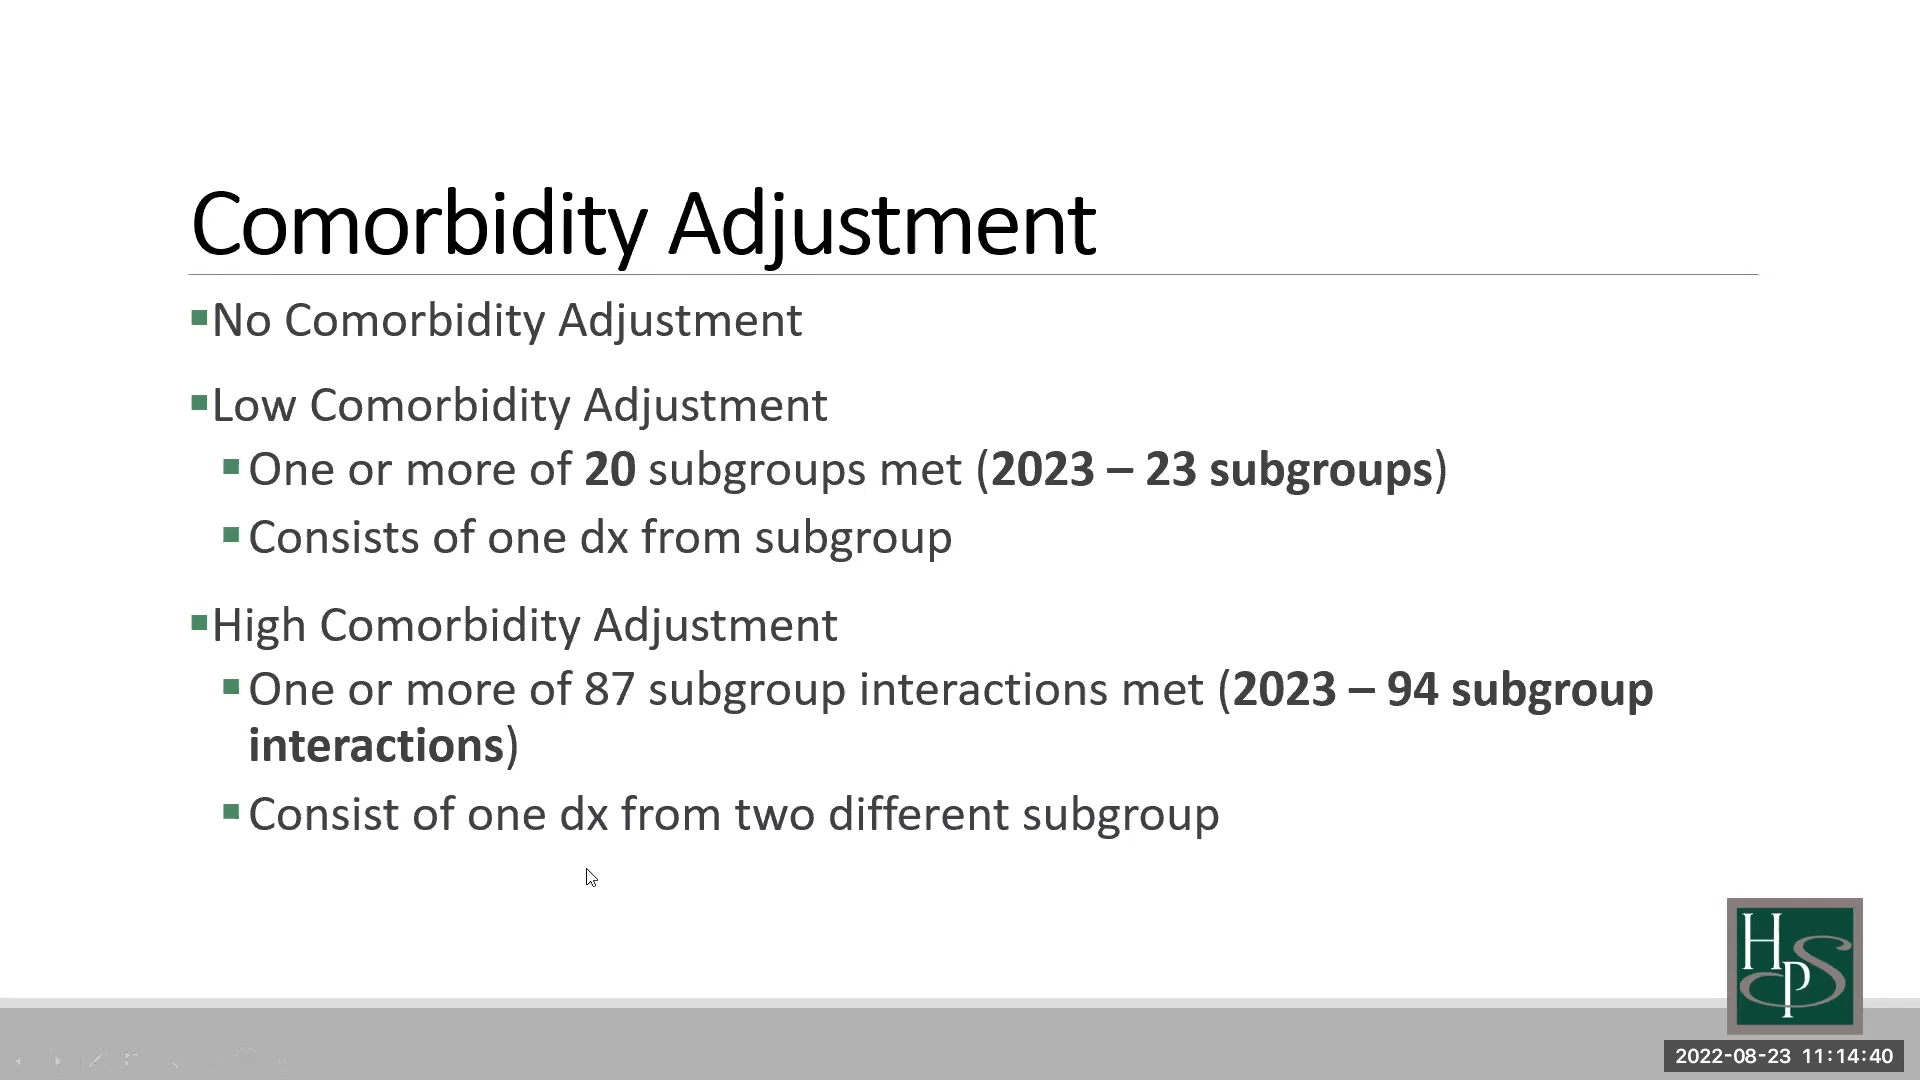 Comorbidity Adjustment
No Comorbidity Adjustment
Low Comorbidity Adjustment
One or more of 20 subgroups met (2023 – 23 subgroups)
Consists of one dx from subgroup
High Comorbidity Adjustment
One or more of 87 subgroup interactions met (2023 – 94 subgroup
interactions)
Consist of one dx from two different subgroup
HPS
2022-08-23 11:14:40